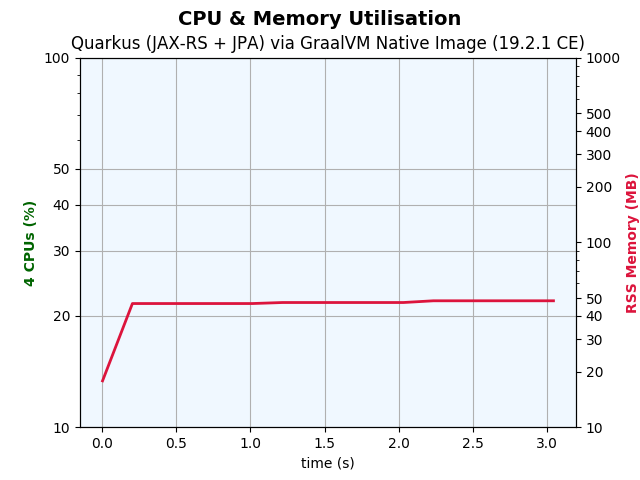 CPU & Memory Utilisation
Quarkus (JAX-RS + JPA) via GraalVM Native Image (19.2.1 CE)
100
50
40
30
20
10
4 CPUs (%)
1000
500
400
300
200
100
50
40
30
20
10
RSS Memory (MB)
0.0 0.5 1.0 1.5 2.0 2.5 3.0
time (s)